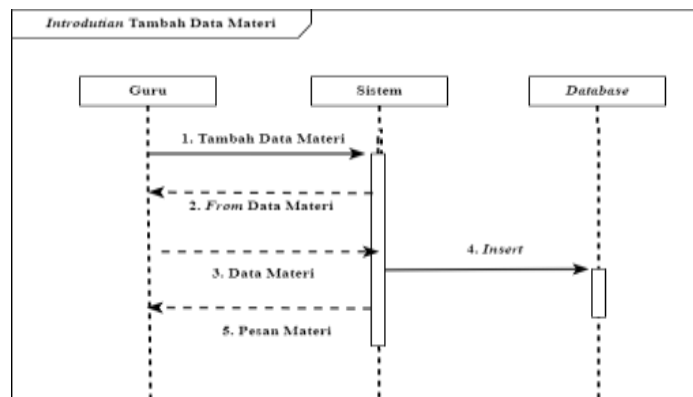 Introdutian Tambah Data Materi
Guru
Sistem
Database
1. Tambah Data Materi
2. From Data Materi
4. Insert
3. Data Materi
5. Pesan Materi